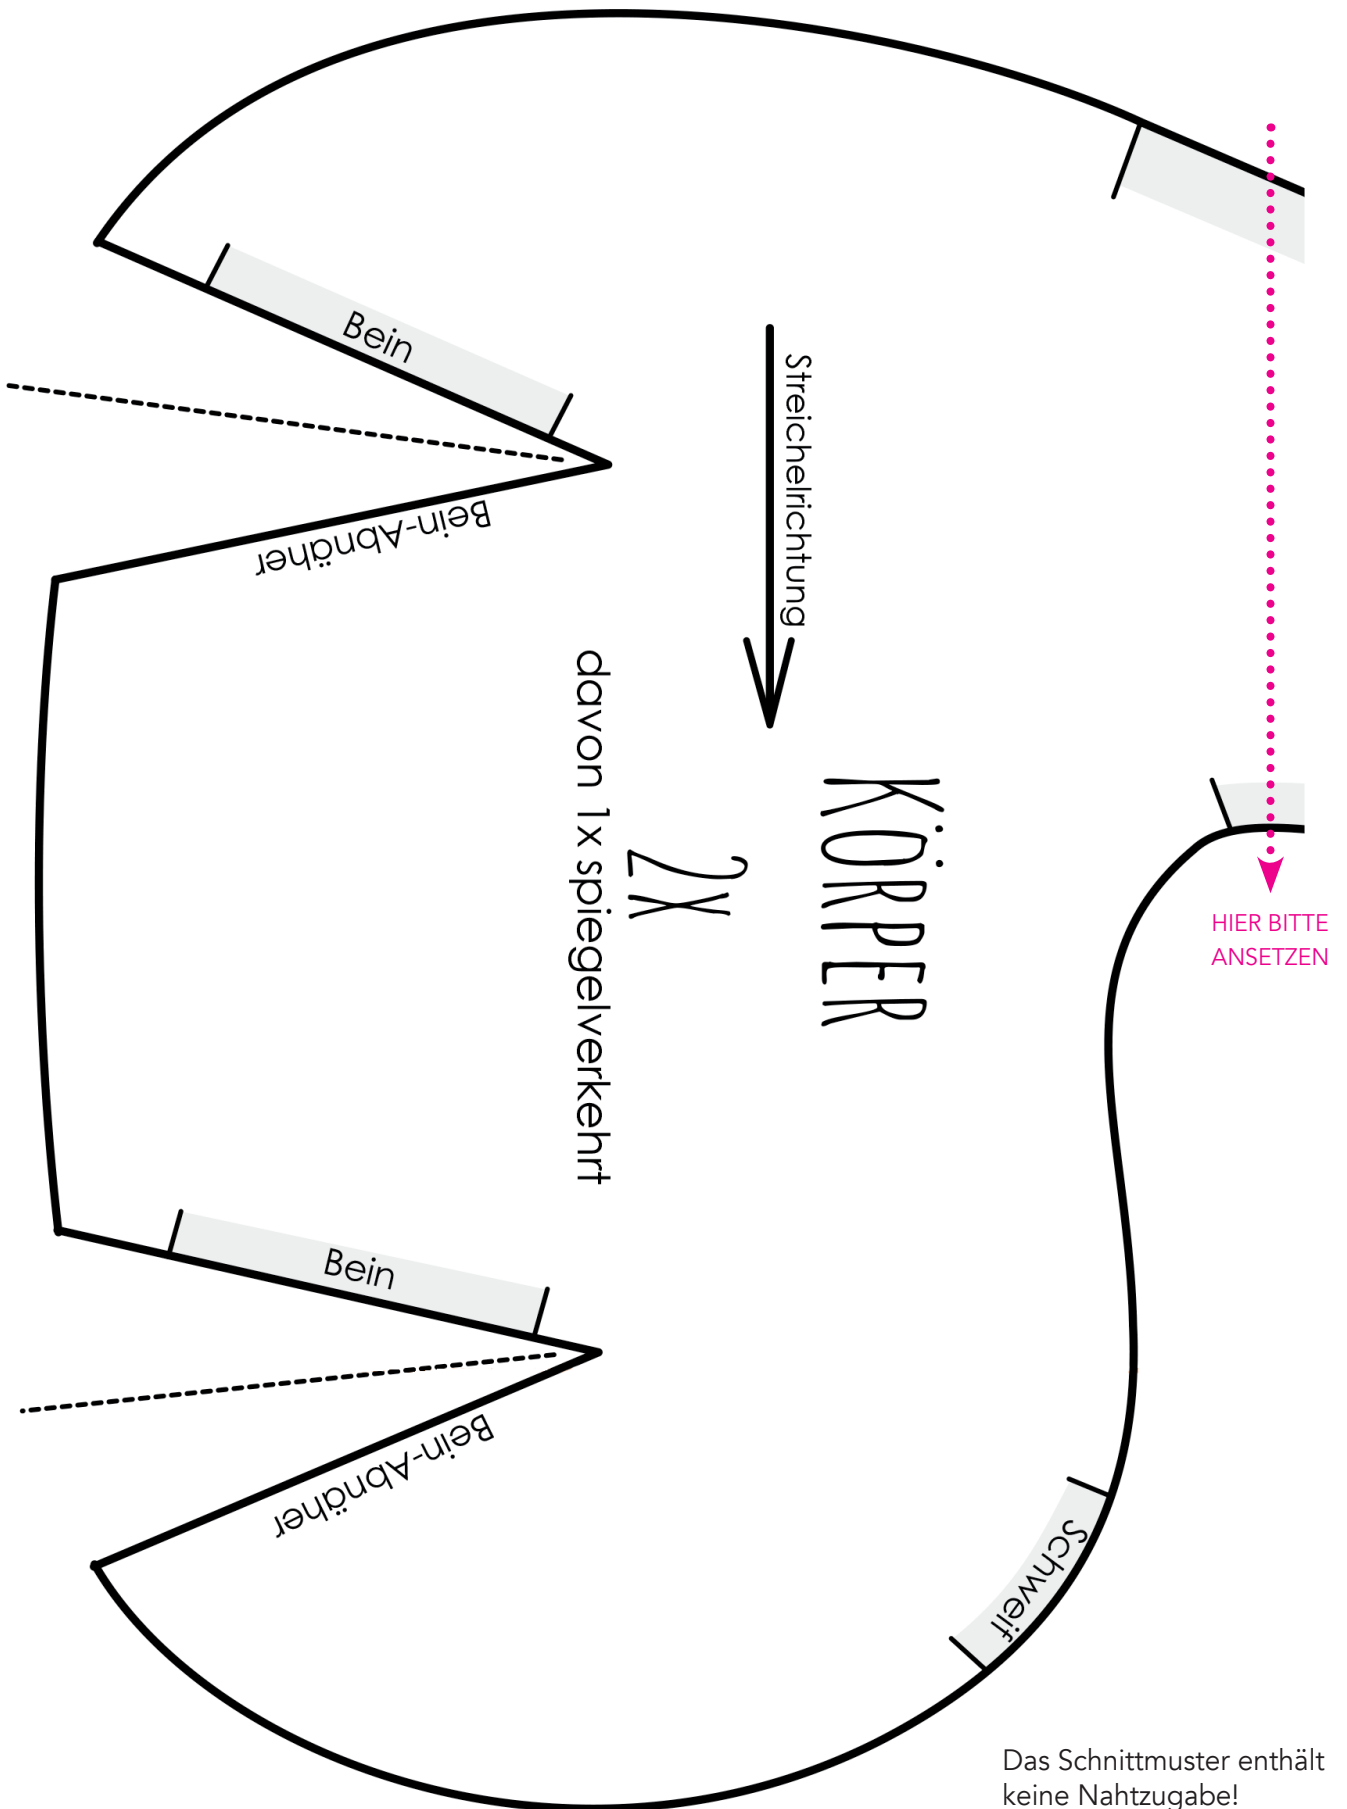 Bein
Bein-Abnäher
Streichelrichtung
KÖRPER
2x
davon 1x spiegelverkehrt
HIER BITTE
ANSETZEN
Bein
Bein-Abnäher
Schweif
Das Schnittmuster enthält
keine Nahtzugabe!